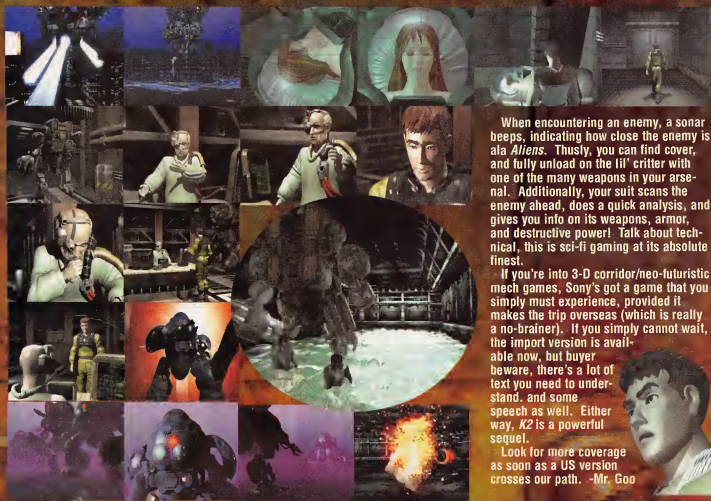 When encountering an enemy, a sonar
beeps, indicating how close the enemy is
ala Aliens. Thusly, you can find cover,
and fully unload on the lil' critter with
one of the many weapons in your arse-
nal. Additionally, your suit scans the
enemy ahead, does a quick analysis, and
gives you info on its weapons, armor,
and destructive power! Talk about tech-
nical, this is sci-fi gaming at its absolute
finest.
If you're into 3-D corridor/neo-futuristic
mech games, Sony's got a game that you
simply must experience, provided it
makes the trip overseas (which is really
a no-brainer). If you simply cannot wait,
the import version is avail-
able now, but buyer
beware, there's a lot of
text you need to under-
stand. and some
speech as well. Either
way, K2 is a powerful
sequel.
Look for more coverage
as soon as a US version
crosses our path. -Mr. Goo